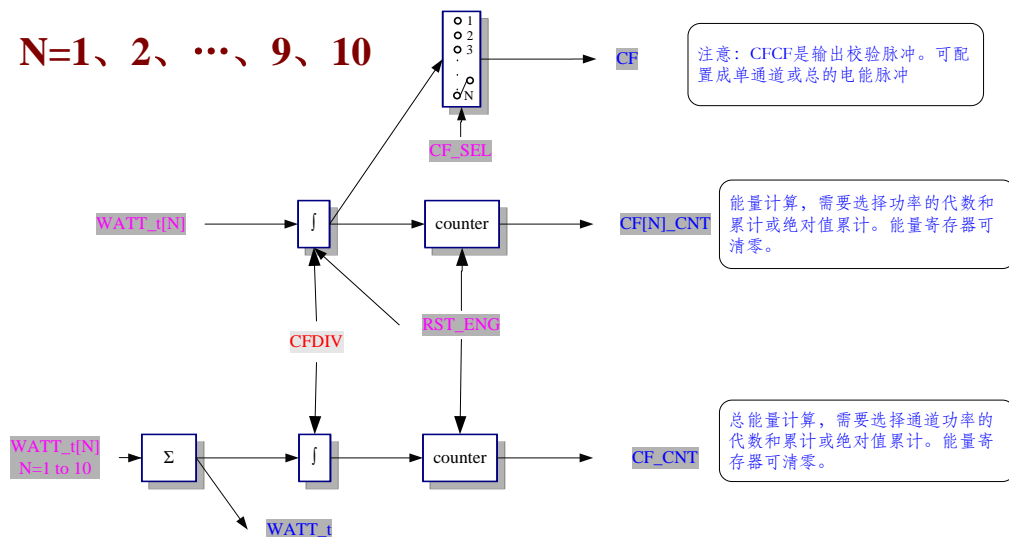 N=1、2、…、9、10
1
2
3
.
.
.
N
CF
注意：CFCF是输出校验脉冲。可配
置成单通道或总的电能脉冲
CF_SEL
WATT_t[N]
∫
counter
CF[N]_CNT
能量计算，需要选择功率的代数和
累计或绝对值累计。能量寄存器可
清零。
CFDIV
RST_ENG
WATT_t[N]
N=1 to 10
Σ
∫
counter
CF_CNT
总能量计算，需要选择通道功率的
代数和累计或绝对值累计。能量寄
存器可清零。
WATT_t